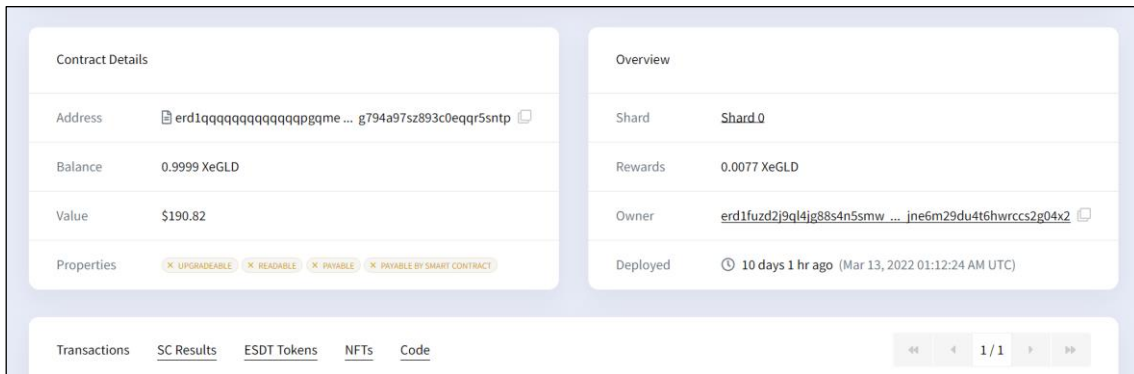 Contract Details
Address erd1qqqqqqqqqqqqqpgqme ... g794a97sz893c0eqqr5sntp
Balance 0.9999 XeGLD
Value $190.82
Properties × UPGRADEABLE × READABLE × PAYABLE × PAYABLE BY SMART CONTRACT
Overview
Shard Shard 0
Rewards 0.0077 XeGLD
Owner erd1fuzd2j9ql4jg88s4n5smw ... jne6m29du4t6hwrccs2g04x2
Deployed 10 days 1 hr ago (Mar 13, 2022 01:12:24 AM UTC)
Transactions SC Results ESDT Tokens NFTs Code 1 / 1